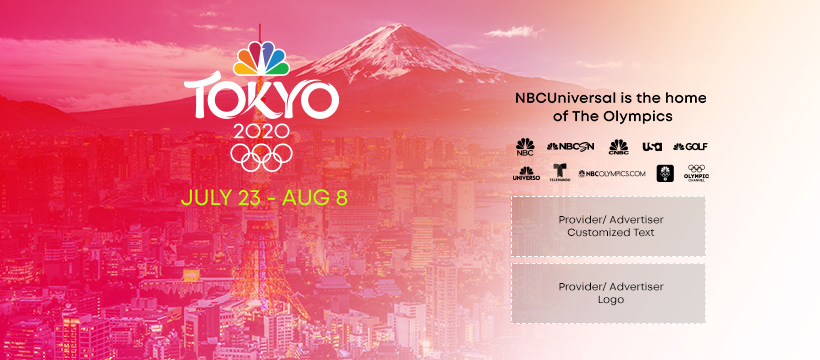 TOKYO
2020
JULY 23 - AUG 8
NBCUniversal is the home
of The Olympics
NBC NBCSN CNBC USA GOLF
UNIVERSO TELEMUNDO NBCOLYMPICS.COM OLYMPIC CHANNEL
Provider/ Advertiser
Customized Text
Provider/ Advertiser
Logo